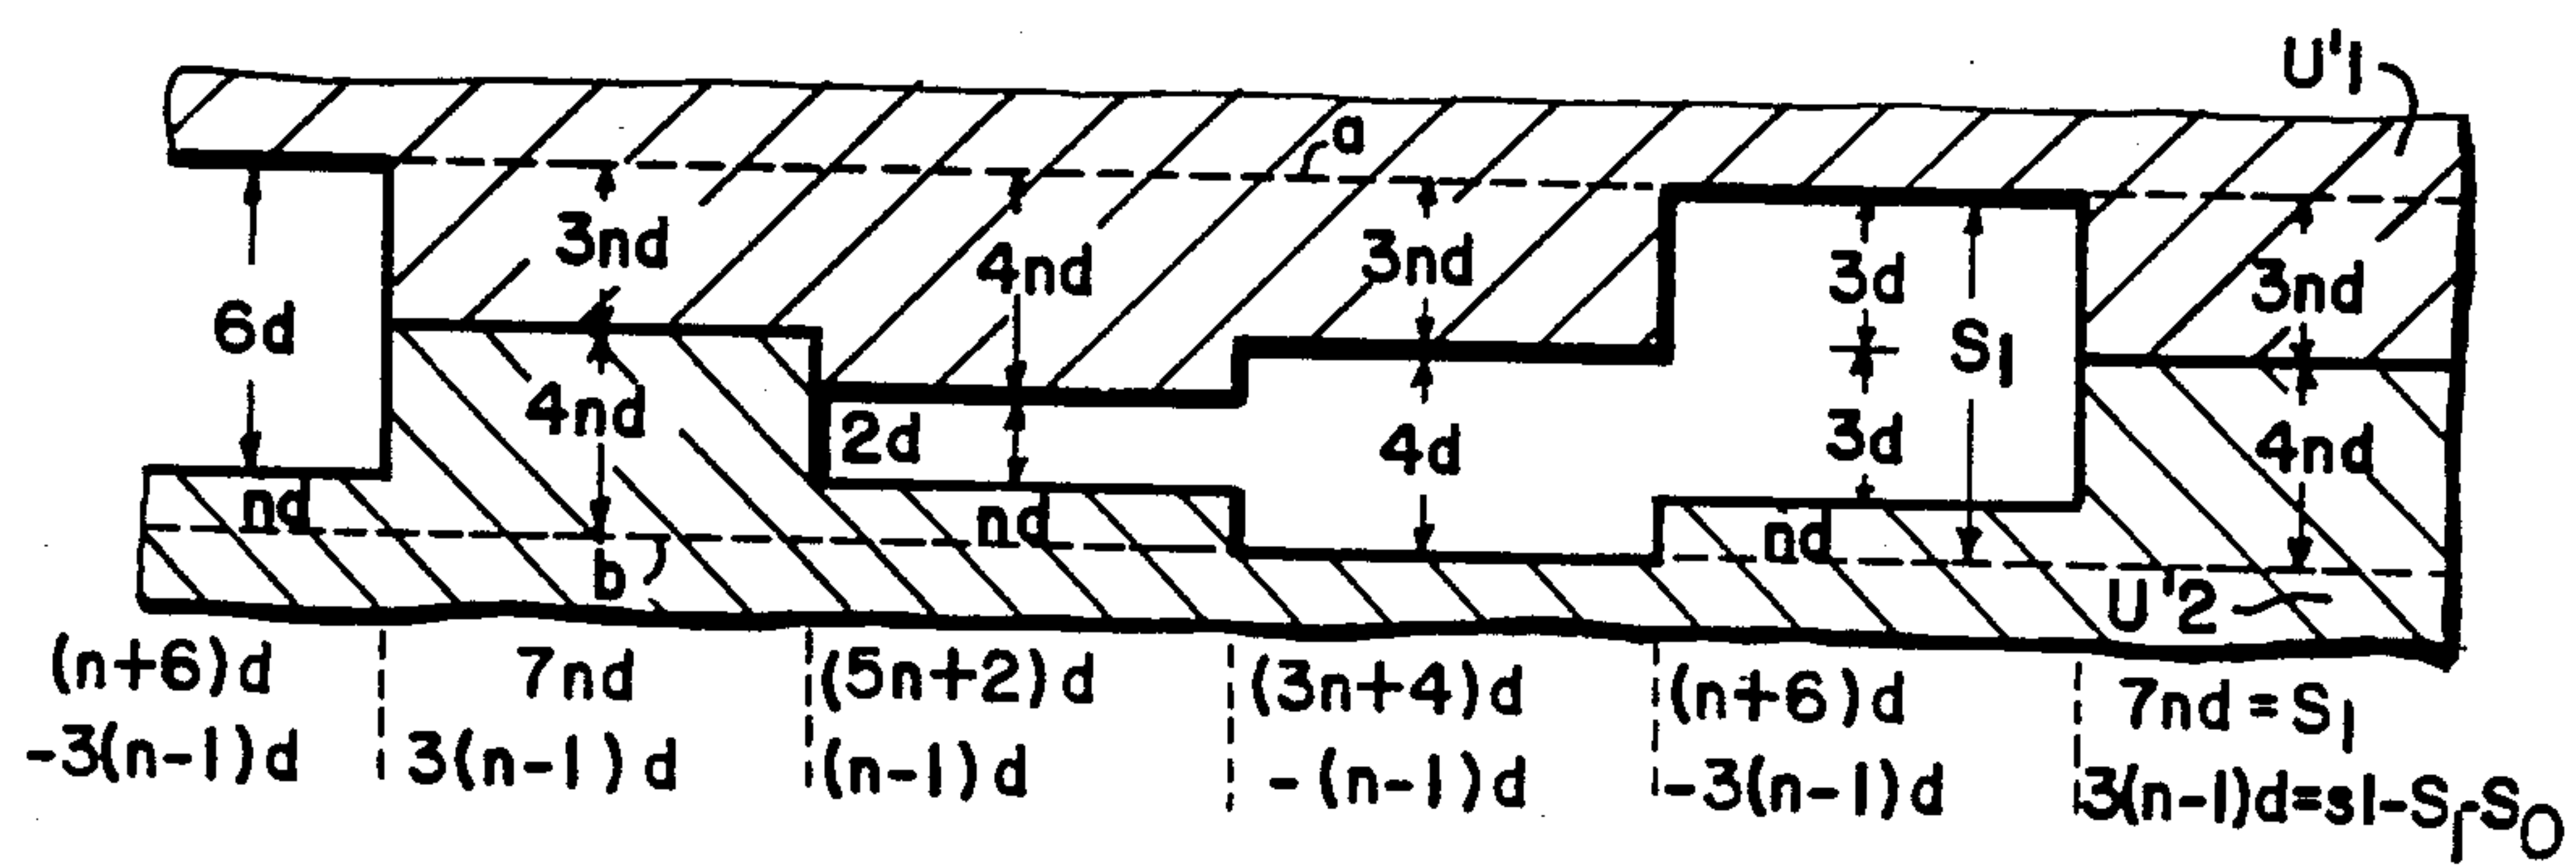 U'1
a
3nd
4nd
3nd
3d
3nd
6d
S1
4nd
2d
4d
3d
4nd
nd
nd
nd
b
U'2
(n+6)d
7nd
(5n+2)d
(3n+4)d
(n+6)d
7nd=S1
-3(n-1)d
3(n-1)d
(n-1)d
-(n-1)d
-3(n-1)d
3(n-1)d=s1-S1-SO